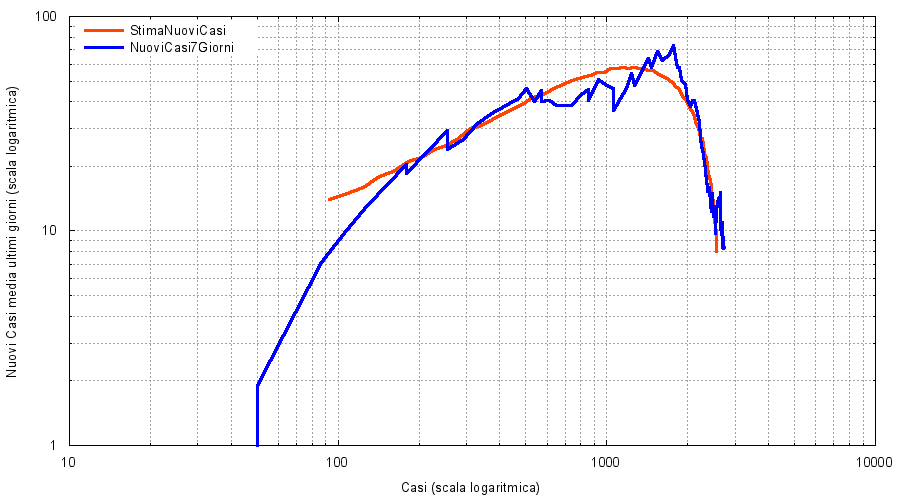 100
StimaNuoviCasi
NuoviCasi7Giorni
Nuovi Casi media ultimi giorni (scala logaritmica)
10
1
10
100
1000
10000
Casi (scala logaritmica)